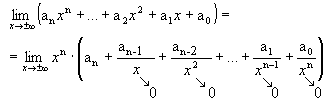 lim x→±∞ (aₙxⁿ + ... + a₂x² + a₁x + a₀) =
= lim x→±∞ xⁿ · (aₙ + aₙ₋₁/x + aₙ₋₂/x² + ... + a₁/xⁿ⁻¹ + a₀/xⁿ)
0 0 0 0